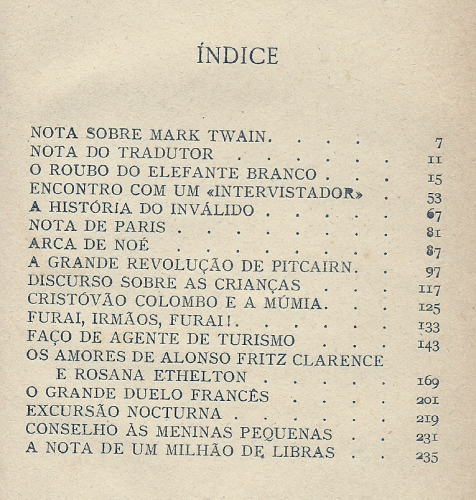 ÍNDICE
NOTA SOBRE MARK TWAIN. . . . . 7
NOTA DO TRADUTOR . . . . . . 11
O ROUBO DO ELEFANTE BRANCO . . . . 15
ENCONTRO COM UM «INTERVISTADOR» . . 53
A HISTÓRIA DO INVÁLIDO . . . . . 67
NOTA DE PARIS . . . . . . . 81
ARCA DE NOÉ . . . . . . . 87
A GRANDE REVOLUÇÃO DE PITCAIRN. . . 97
DISCURSO SOBRE AS CRIANÇAS . . . . 117
CRISTÓVÃO COLOMBO E A MÚMIA. . . . 125
FURAI, IRMÃOS, FURAI!. . . . . . 133
FAÇO DE AGENTE DE TURISMO . . . . 143
OS AMORES DE ALONSO FRITZ CLARENCE
E ROSANA ETHELTON . . . . . 169
O GRANDE DUELO FRANCÊS . . . . . 201
EXCURSÃO NOCTURNA . . . . . . 219
CONSELHO ÀS MENINAS PEQUENAS . . . 231
A NOTA DE UM MILHÃO DE LIBRAS . . . 235